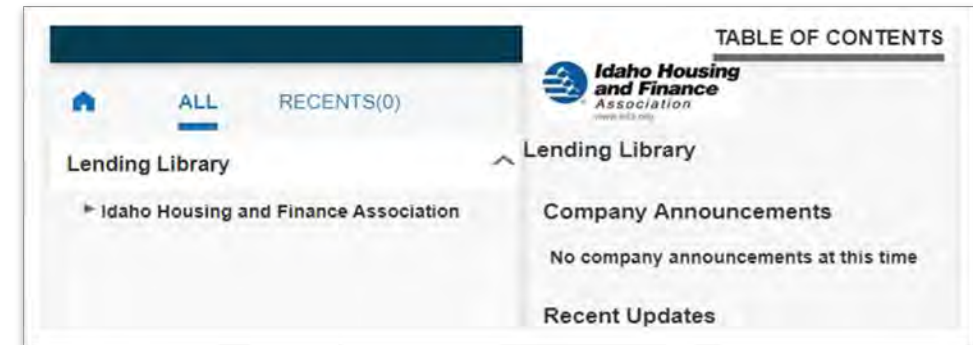 TABLE OF CONTENTS
Idaho Housing
and Finance
Association
ALL RECENTS(0)
Lending Library
Lending Library
Idaho Housing and Finance Association
Company Announcements
No company announcements at this time
Recent Updates